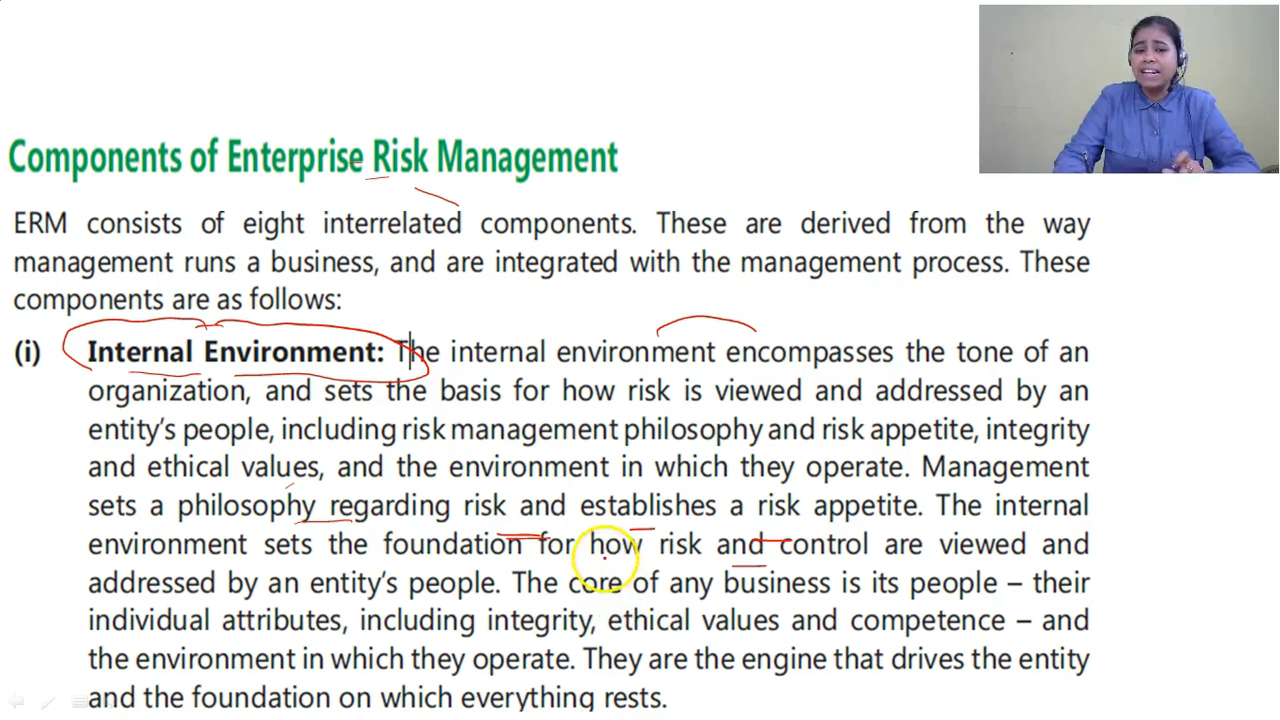 Components of Enterprise Risk Management
ERM consists of eight interrelated components. These are derived from the way
management runs a business, and are integrated with the management process. These
components are as follows:
(i) Internal Environment: The internal environment encompasses the tone of an
organization, and sets the basis for how risk is viewed and addressed by an
entity's people, including risk management philosophy and risk appetite, integrity
and ethical values, and the environment in which they operate. Management
sets a philosophy regarding risk and establishes a risk appetite. The internal
environment sets the foundation for how risk and control are viewed and
addressed by an entity's people. The core of any business is its people – their
individual attributes, including integrity, ethical values and competence – and
the environment in which they operate. They are the engine that drives the entity
and the foundation on which everything rests.